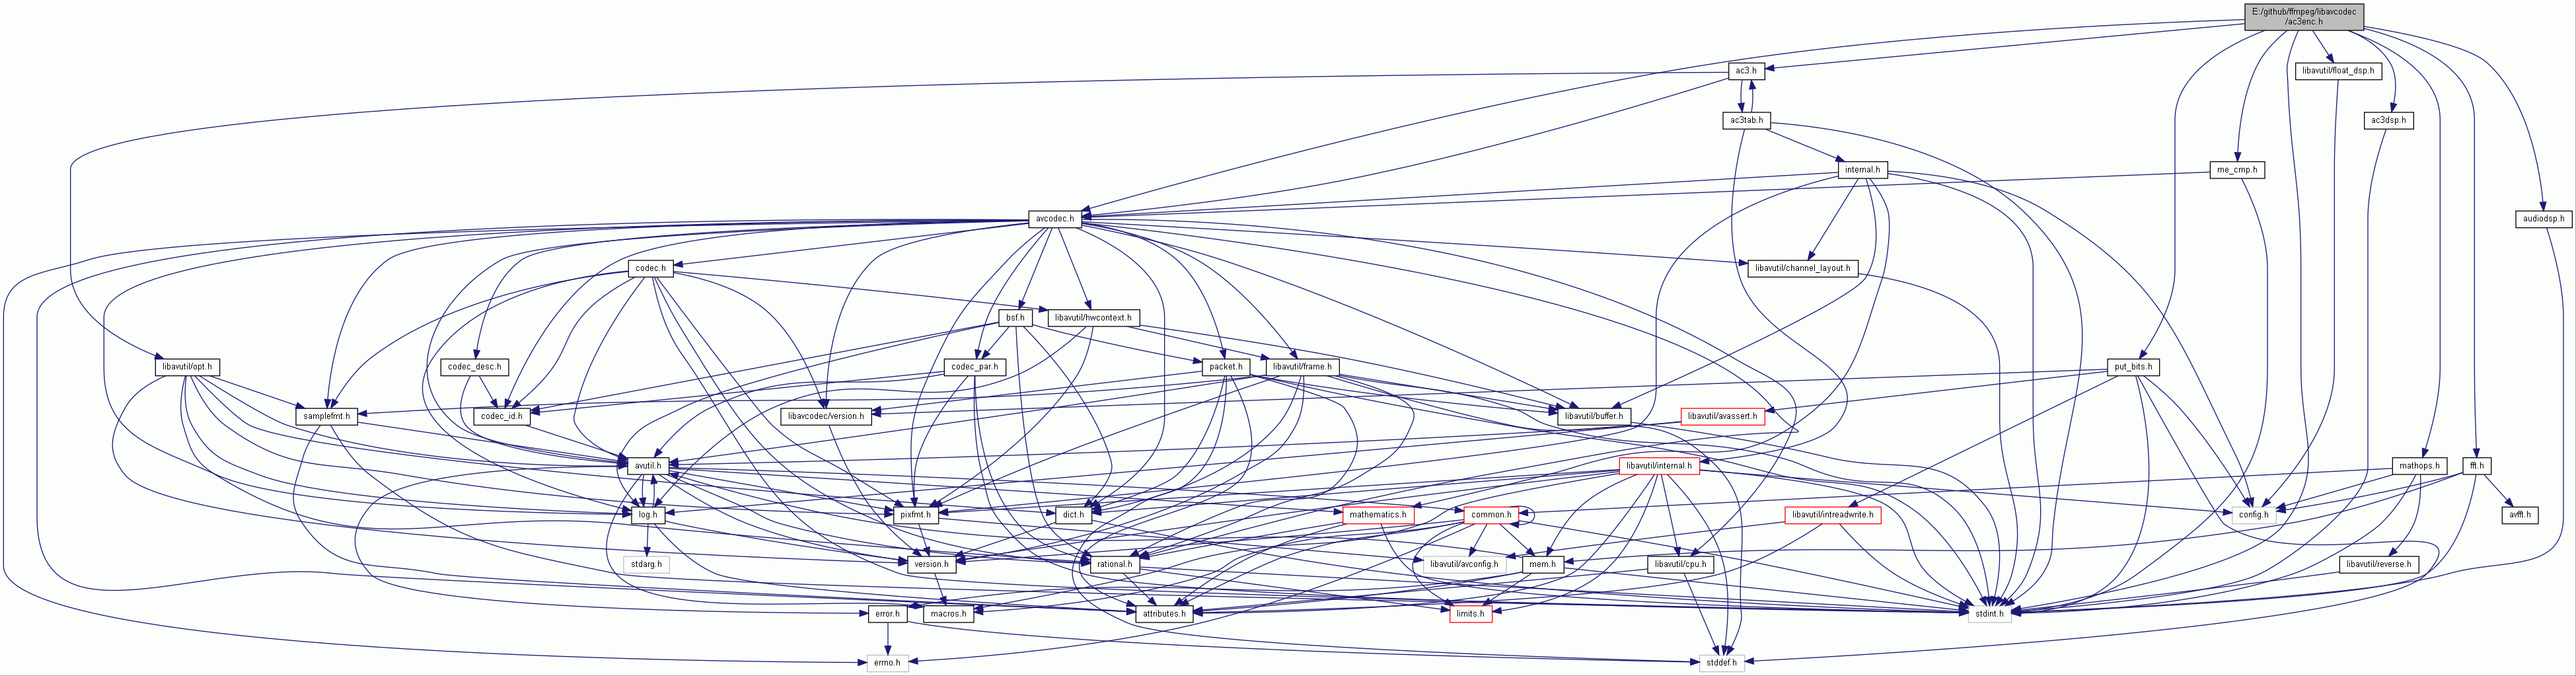 E:/github/ffmpeg/libavcodec
/ac3enc.h
ac3.h
libavutil/float_dsp.h
ac3tab.h
ac3dsp.h
internal.h
me_cmp.h
avcodec.h
audiodsp.h
codec.h
libavutil/channel_layout.h
bsf.h
libavutil/hwcontext.h
libavutil/opt.h
codec_desc.h
codec_par.h
packet.h
libavutil/frame.h
put_bits.h
samplefmt.h
codec_id.h
libavcodec/version.h
libavutil/buffer.h
libavutil/avassert.h
avutil.h
libavutil/internal.h
mathops.h
fft.h
log.h
pixfmt.h
dict.h
mathematics.h
common.h
libavutil/intreadwrite.h
config.h
avfft.h
stdarg.h
version.h
rational.h
libavutil/avconfig.h
mem.h
libavutil/cpu.h
libavutil/reverse.h
error.h
macros.h
attributes.h
limits.h
stdint.h
errno.h
stddef.h